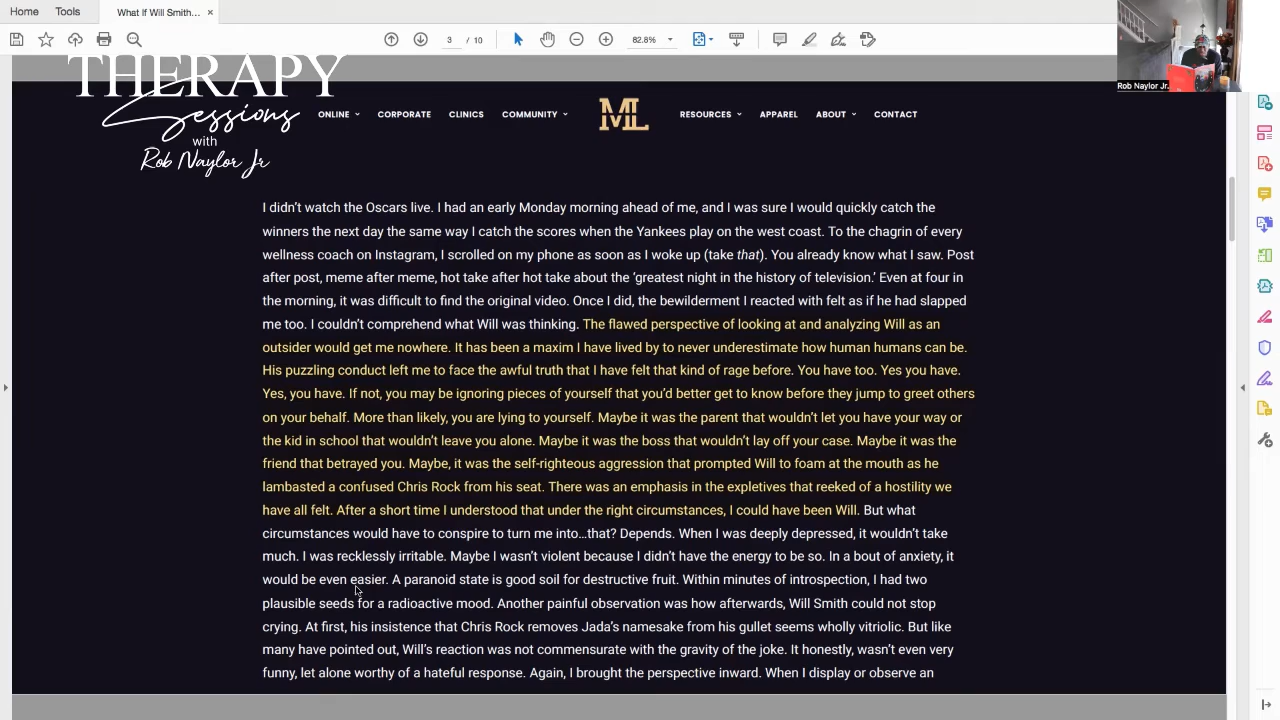 Home
Tools
What If Will Smith...
3 / 10
82.8%
Rob Naylor Jr.
THERAPY
Sessions
with
Rob Naylor Jr
ONLINE
CORPORATE
CLINICS
COMMUNITY
ML
RESOURCES
APPAREL
ABOUT
CONTACT
I didn't watch the Oscars live. I had an early Monday morning ahead of me, and I was sure I would quickly catch the
winners the next day the same way I catch the scores when the Yankees play on the west coast. To the chagrin of every
wellness coach on Instagram, I scrolled on my phone as soon as I woke up (take that). You already know what I saw. Post
after post, meme after meme, hot take after hot take about the 'greatest night in the history of television.' Even at four in
the morning, it was difficult to find the original video. Once I did, the bewilderment I reacted with felt as if he had slapped
me too. I couldn't comprehend what Will was thinking. The flawed perspective of looking at and analyzing Will as an
outsider would get me nowhere. It has been a maxim I have lived by to never underestimate how human humans can be.
His puzzling conduct left me to face the awful truth that I have felt that kind of rage before. You have too. Yes you have.
Yes, you have. If not, you may be ignoring pieces of yourself that you'd better get to know before they jump to greet others
on your behalf. More than likely, you are lying to yourself. Maybe it was the parent that wouldn't let you have your way or
the kid in school that wouldn't leave you alone. Maybe it was the boss that wouldn't lay off your case. Maybe it was the
friend that betrayed you. Maybe, it was the self-righteous aggression that prompted Will to foam at the mouth as he
lambasted a confused Chris Rock from his seat. There was an emphasis in the expletives that reeked of a hostility we
have all felt. After a short time I understood that under the right circumstances, I could have been Will. But what
circumstances would have to conspire to turn me into...that? Depends. When I was deeply depressed, it wouldn't take
much. I was recklessly irritable. Maybe I wasn't violent because I didn't have the energy to be so. In a bout of anxiety, it
would be even easier. A paranoid state is good soil for destructive fruit. Within minutes of introspection, I had two
plausible seeds for a radioactive mood. Another painful observation was how afterwards, Will Smith could not stop
crying. At first, his insistence that Chris Rock removes Jada's namesake from his gullet seems wholly vitriolic. But like
many have pointed out, Will's reaction was not commensurate with the gravity of the joke. It honestly, wasn't even very
funny, let alone worthy of a hateful response. Again, I brought the perspective inward. When I display or observe an